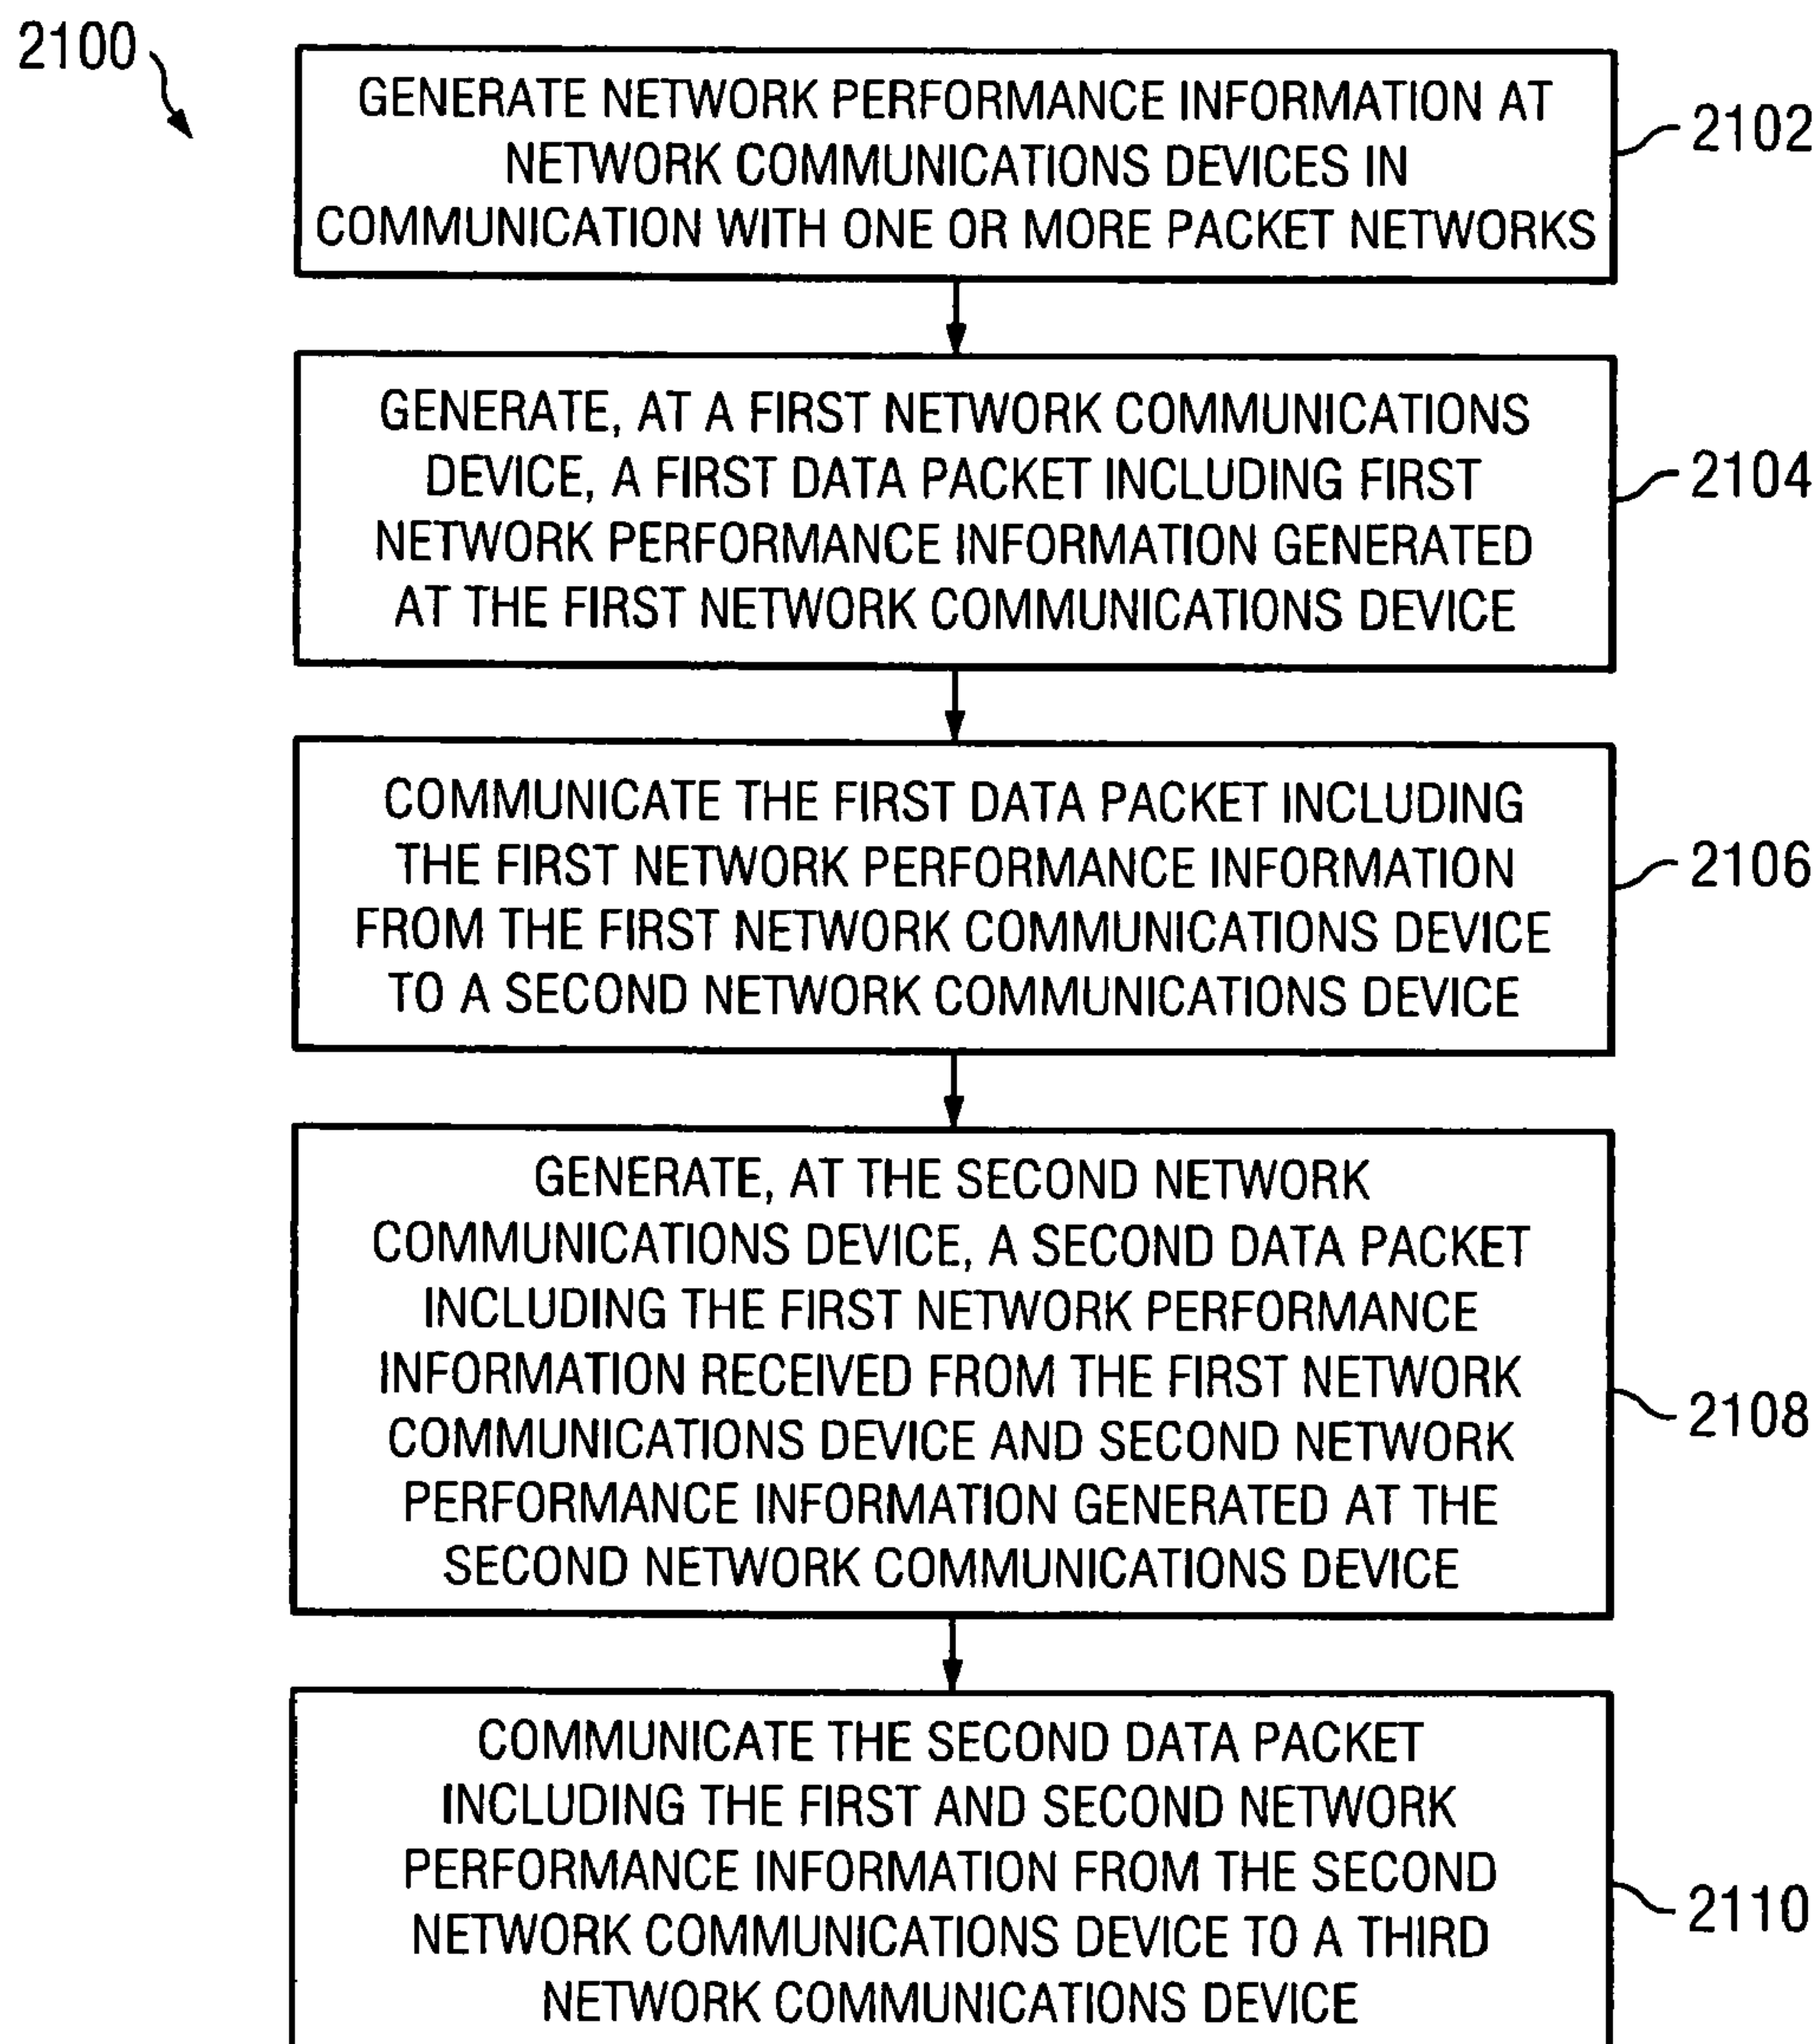 2100
GENERATE NETWORK PERFORMANCE INFORMATION AT
NETWORK COMMUNICATIONS DEVICES IN
COMMUNICATION WITH ONE OR MORE PACKET NETWORKS
2102
GENERATE, AT A FIRST NETWORK COMMUNICATIONS
DEVICE, A FIRST DATA PACKET INCLUDING FIRST
NETWORK PERFORMANCE INFORMATION GENERATED
AT THE FIRST NETWORK COMMUNICATIONS DEVICE
2104
COMMUNICATE THE FIRST DATA PACKET INCLUDING
THE FIRST NETWORK PERFORMANCE INFORMATION
FROM THE FIRST NETWORK COMMUNICATIONS DEVICE
TO A SECOND NETWORK COMMUNICATIONS DEVICE
2106
GENERATE, AT THE SECOND NETWORK
COMMUNICATIONS DEVICE, A SECOND DATA PACKET
INCLUDING THE FIRST NETWORK PERFORMANCE
INFORMATION RECEIVED FROM THE FIRST NETWORK
COMMUNICATIONS DEVICE AND SECOND NETWORK
PERFORMANCE INFORMATION GENERATED AT THE
SECOND NETWORK COMMUNICATIONS DEVICE
2108
COMMUNICATE THE SECOND DATA PACKET
INCLUDING THE FIRST AND SECOND NETWORK
PERFORMANCE INFORMATION FROM THE SECOND
NETWORK COMMUNICATIONS DEVICE TO A THIRD
NETWORK COMMUNICATIONS DEVICE
2110